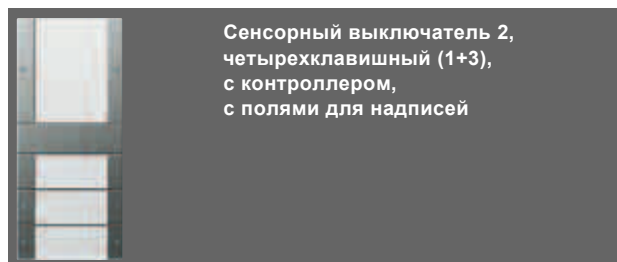 Сенсорный выключатель 2,
четырехклавишный (1+3),
с контроллером,
с полями для надписей